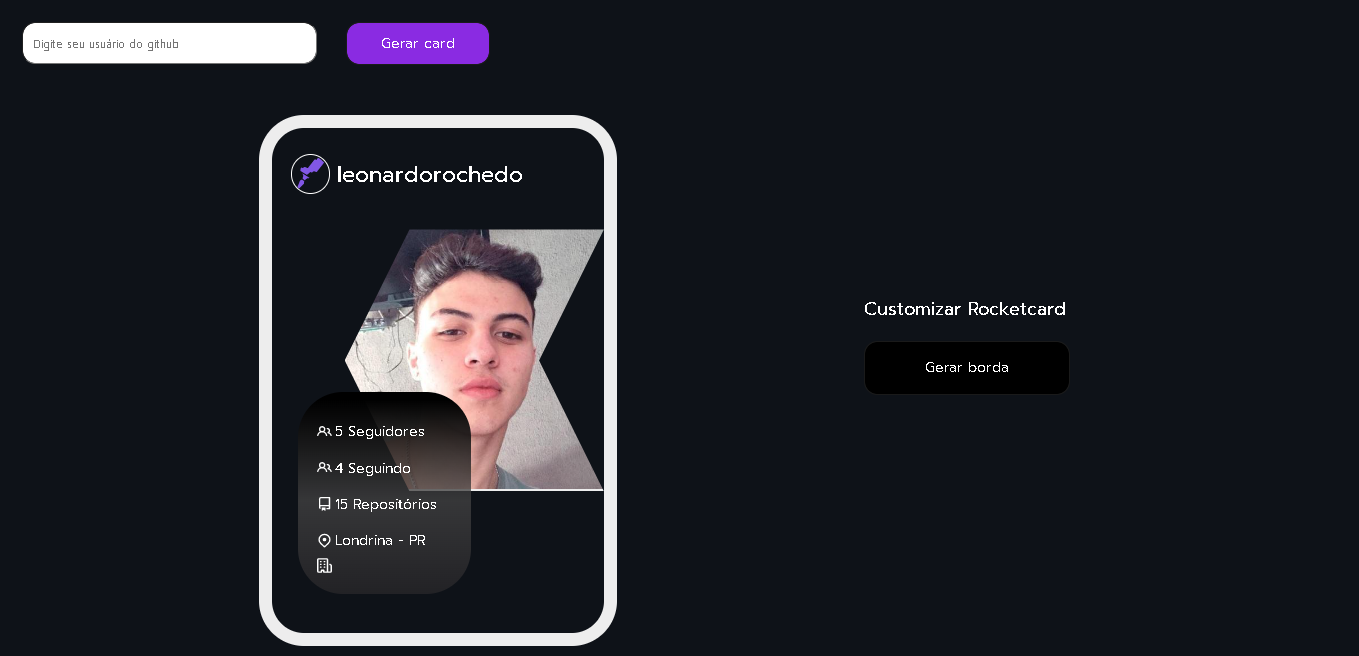 Digite seu usuário do github
Gerar card
leonardorochedo
5 Seguidores
4 Seguindo
15 Repositórios
Londrina - PR
Customizar Rocketcard
Gerar borda